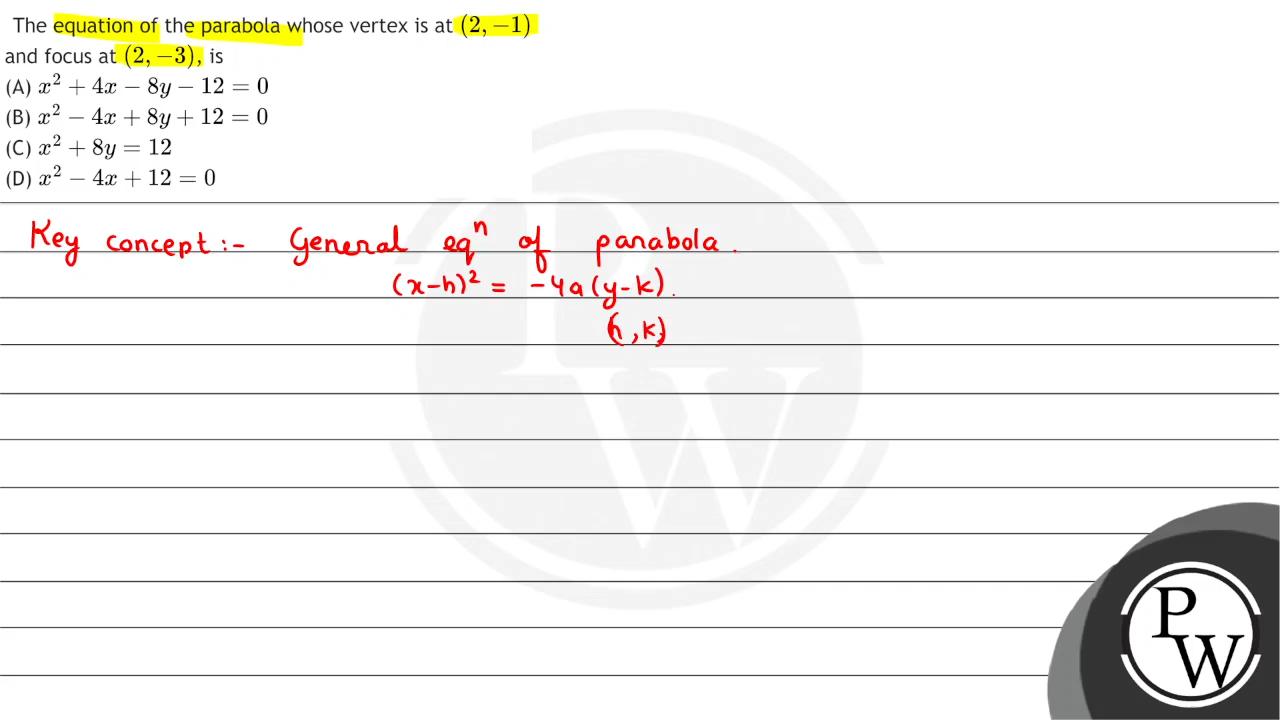 The equation of the parabola whose vertex is at (2, −1)
and focus at (2, −3), is
(A) x² + 4x − 8y − 12 = 0
(B) x² − 4x + 8y + 12 = 0
(C) x² + 8y = 12
(D) x² − 4x + 12 = 0
Key concept :- General eqⁿ of parabola.
(x-h)² = -4a(y-k).
(h, k)
P
W